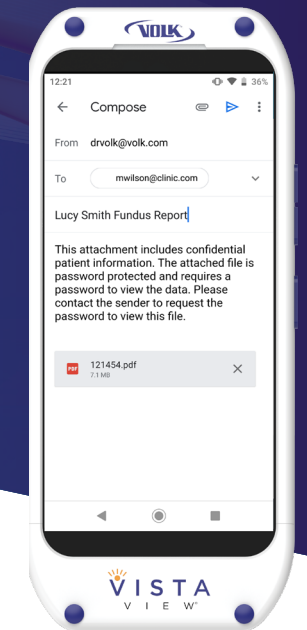 VOLK
12:21 36%
Compose
From drvolk@volk.com
To mwilson@clinic.com
Lucy Smith Fundus Report
This attachment includes confidential
patient information. The attached file is
password protected and requires a
password to view the data. Please
contact the sender to request the
password to view this file.
PDF 121454.pdf
7.1 MB
VISTA
VIEW™